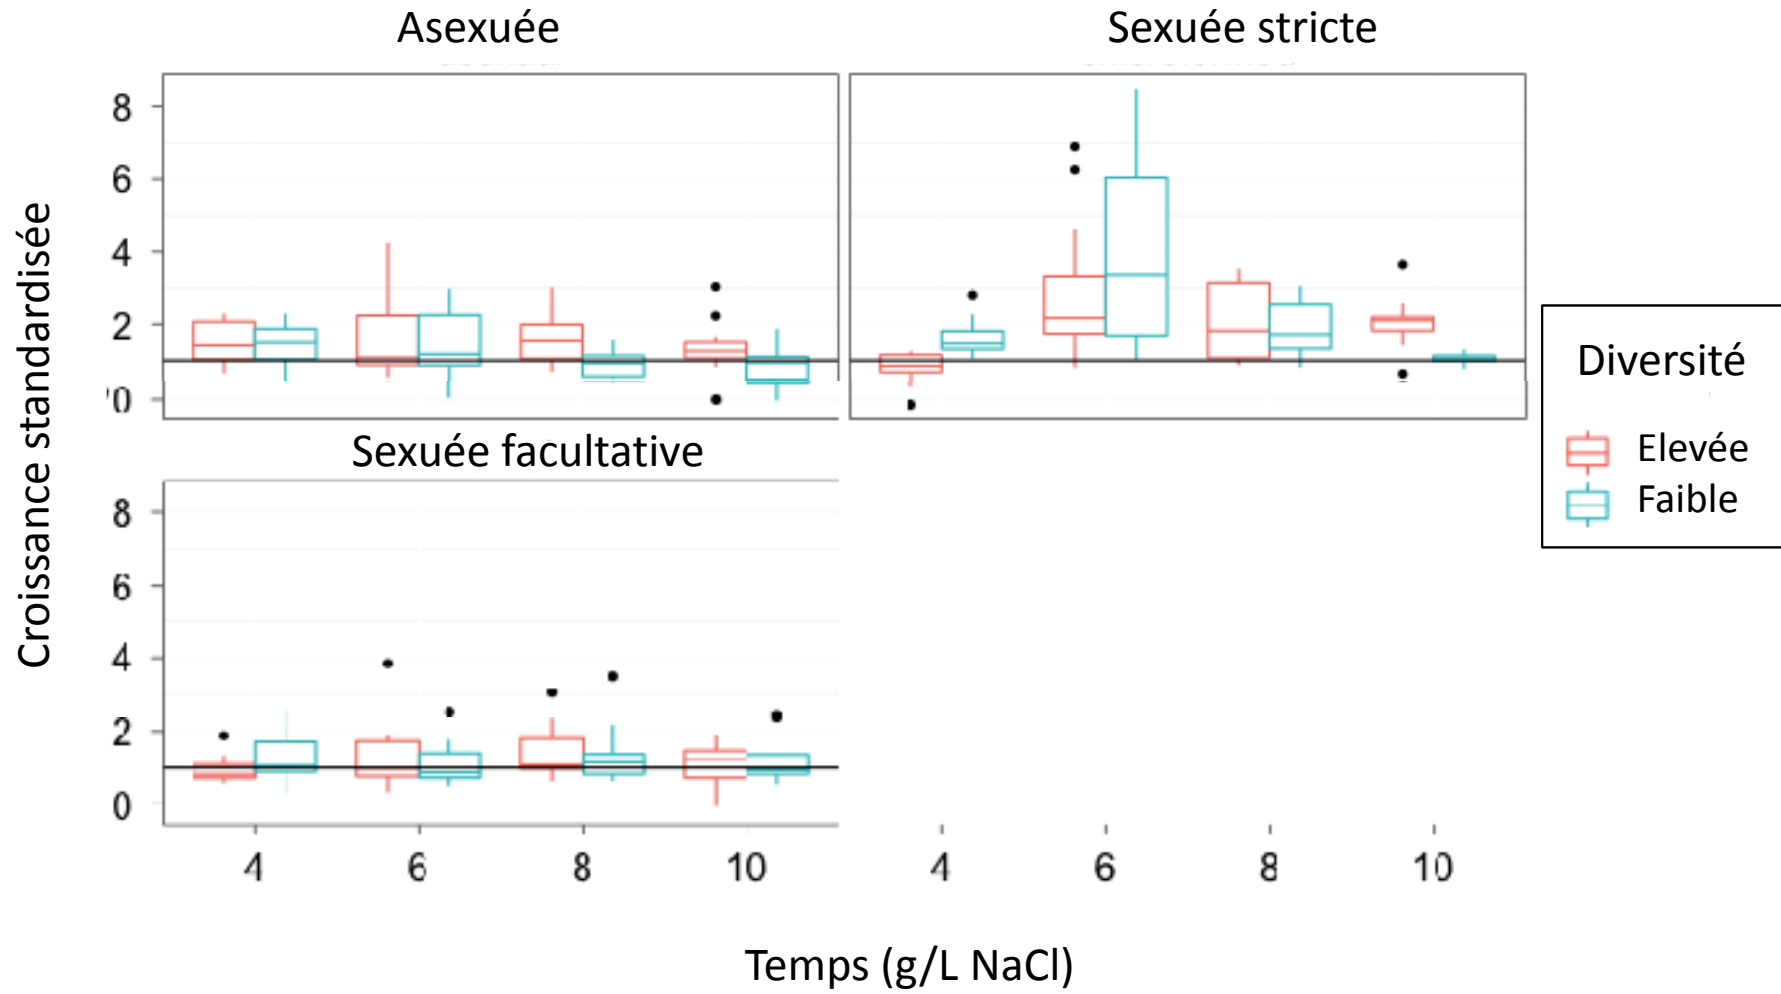 Asexuée
Sexuée stricte
8
6
4
2
0
Croissance standardisée
Diversité
Elevée
Faible
Sexuée facultative
8
6
4
2
0
4 6 8 10
4 6 8 10
Temps (g/L NaCl)